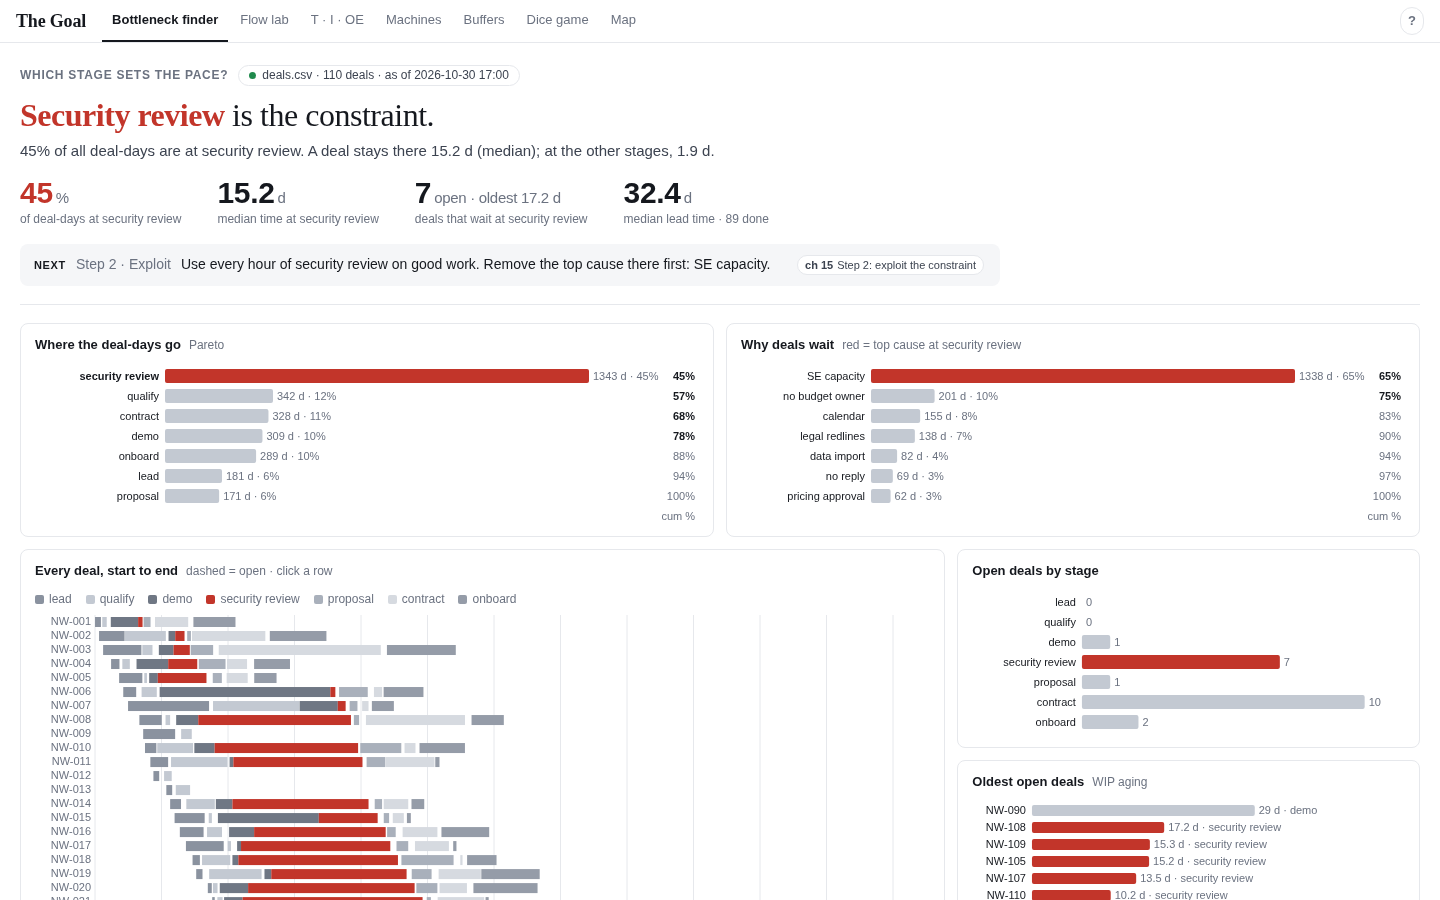 The Goal
Bottleneck finder
Flow lab
T · I · OE
Machines
Buffers
Dice game
Map
?
WHICH STAGE SETS THE PACE?
deals.csv · 110 deals · as of 2026-10-30 17:00
Security review is the constraint.
45% of all deal-days are at security review. A deal stays there 15.2 d (median); at the other stages, 1.9 d.
45 %
of deal-days at security review
15.2 d
median time at security review
7 open · oldest 17.2 d
deals that wait at security review
32.4 d
median lead time · 89 done
NEXT Step 2 · Exploit Use every hour of security review on good work. Remove the top cause there first: SE capacity. ch 15 Step 2: exploit the constraint
Where the deal-days go Pareto
security review 1343 d · 45% 45%
qualify 342 d · 12% 57%
contract 328 d · 11% 68%
demo 309 d · 10% 78%
onboard 289 d · 10% 88%
lead 181 d · 6% 94%
proposal 171 d · 6% 100%
cum %
Why deals wait red = top cause at security review
SE capacity 1338 d · 65% 65%
no budget owner 201 d · 10% 75%
calendar 155 d · 8% 83%
legal redlines 138 d · 7% 90%
data import 82 d · 4% 94%
no reply 69 d · 3% 97%
pricing approval 62 d · 3% 100%
cum %
Every deal, start to end dashed = open · click a row
lead qualify demo security review proposal contract onboard
NW-001
NW-002
NW-003
NW-004
NW-005
NW-006
NW-007
NW-008
NW-009
NW-010
NW-011
NW-012
NW-013
NW-014
NW-015
NW-016
NW-017
NW-018
NW-019
NW-020
Open deals by stage
lead 0
qualify 0
demo 1
security review 7
proposal 1
contract 10
onboard 2
Oldest open deals WIP aging
NW-090 29 d · demo
NW-108 17.2 d · security review
NW-109 15.3 d · security review
NW-105 15.2 d · security review
NW-107 13.5 d · security review
NW-110 10.2 d · security review